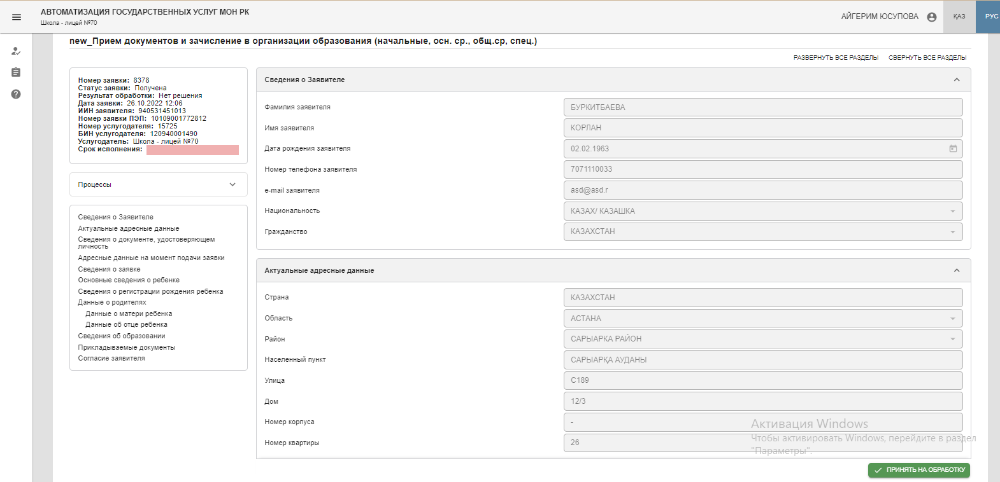 АВТОМАТИЗАЦИЯ ГОСУДАРСТВЕННЫХ УСЛУГ МОН РК
Школа - лицей №70
АЙГЕРИМ ЮСУПОВА
ҚАЗ
РУС
new_Прием документов и зачисление в организации образования (начальные, осн. ср., общ.ср, спец.)
РАЗВЕРНУТЬ ВСЕ РАЗДЕЛЫ СВЕРНУТЬ ВСЕ РАЗДЕЛЫ
Номер заявки: 8378
Статус заявки: Получена
Результат обработки: Нет решения
Дата заявки: 26.10.2022 12:06
ИИН заявителя: 940531451013
Номер заявки ПЭП: 10109001772812
Номер услугодателя: 15725
БИН услугодателя: 120940001490
Услугодатель: Школа - лицей №70
Срок исполнения:
Процессы
Сведения о Заявителе
Актуальные адресные данные
Сведения о документе, удостоверяющем
личность
Адресные данные на момент подачи заявки
Сведения о заявке
Основные сведения о ребенке
Сведения о регистрации рождения ребенка
Данные о родителях
Данные о матери ребенка
Данные об отце ребенка
Сведения об образовании
Прикладываемые документы
Согласие заявителя
Сведения о Заявителе
Фамилия заявителя БУРКИТБАЕВА
Имя заявителя КОРЛАН
Дата рождения заявителя 02.02.1963
Номер телефона заявителя 7071110033
e-mail заявителя asd@asd.r
Национальность КАЗАХ/ КАЗАШКА
Гражданство КАЗАХСТАН
Актуальные адресные данные
Страна КАЗАХСТАН
Область АСТАНА
Район САРЫАРКА РАЙОН
Населенный пункт САРЫАРҚА АУДАНЫ
Улица С189
Дом 12/3
Номер корпуса -
Номер квартиры 26
Активация Windows
Чтобы активировать Windows, перейдите в раздел
"Параметры".
ПРИНЯТЬ НА ОБРАБОТКУ